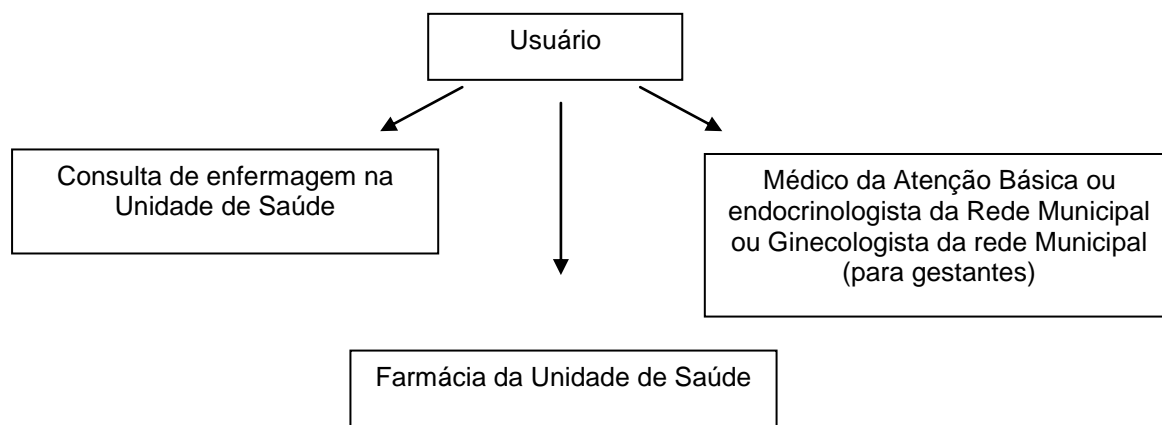 Usuário
Consulta de enfermagem na
Unidade de Saúde
Médico da Atenção Básica ou
endocrinologista da Rede Municipal
ou Ginecologista da rede Municipal
(para gestantes)
Farmácia da Unidade de Saúde